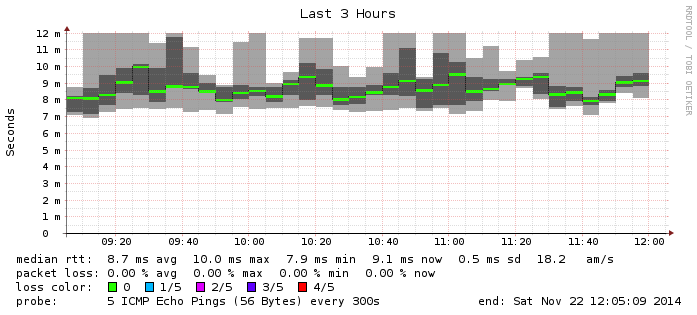 Last 3 Hours
RRDTOOL / TOBI OETIKER
Seconds
12 m
11 m
10 m
9 m
8 m
7 m
6 m
5 m
4 m
3 m
2 m
1 m
0
09:20 09:40 10:00 10:20 10:40 11:00 11:20 11:40 12:00
median rtt: 8.7 ms avg 10.0 ms max 7.9 ms min 9.1 ms now 0.5 ms sd 18.2 am/s
packet loss: 0.00 % avg 0.00 % max 0.00 % min 0.00 % now
loss color: 0 1/5 2/5 3/5 4/5
probe: 5 ICMP Echo Pings (56 Bytes) every 300s end: Sat Nov 22 12:05:09 2014